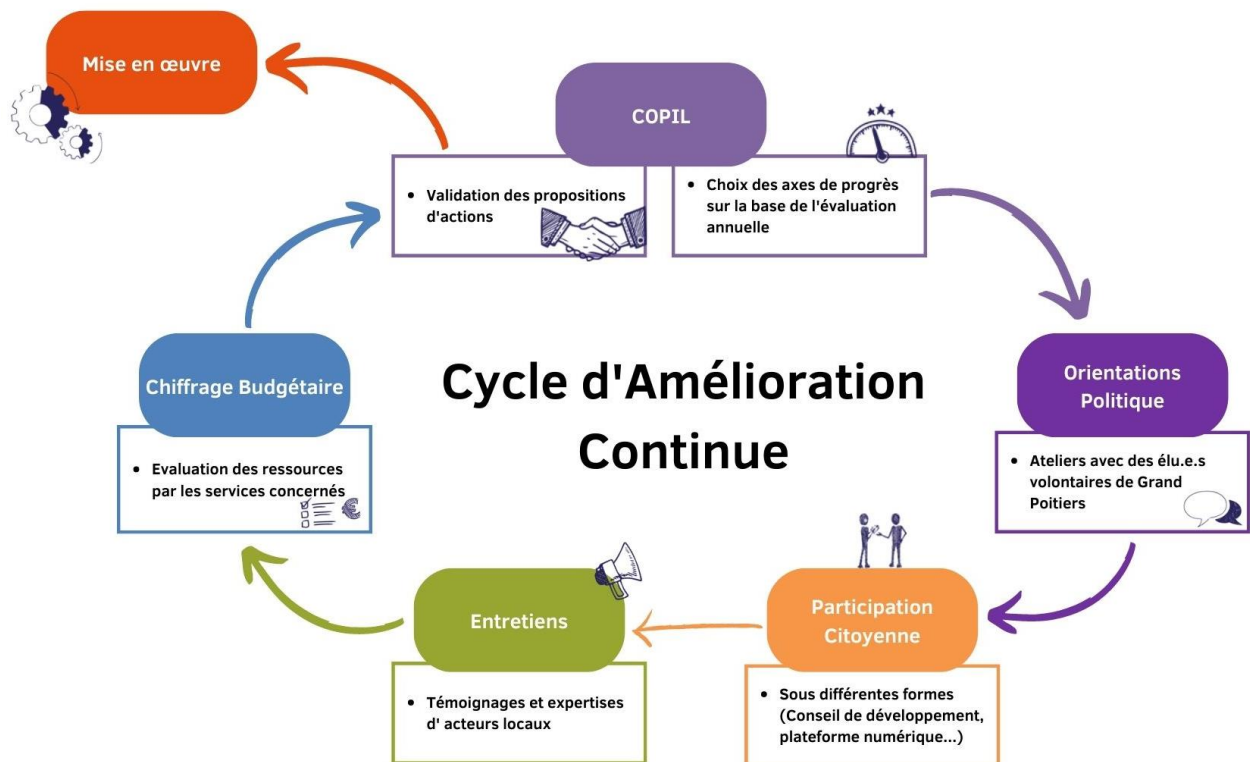 Mise en œuvre
COPIL
• Validation des propositions
d'actions
• Choix des axes de progrès
sur la base de l'évaluation
annuelle
Chiffrage Budgétaire
• Evaluation des ressources
par les services concernés
Cycle d'Amélioration
Continue
Orientations
Politique
• Ateliers avec des élu.e.s
volontaires de Grand
Poitiers
Entretiens
• Témoignages et expertises
d' acteurs locaux
Participation
Citoyenne
• Sous différentes formes
(Conseil de développement,
plateforme numérique...)